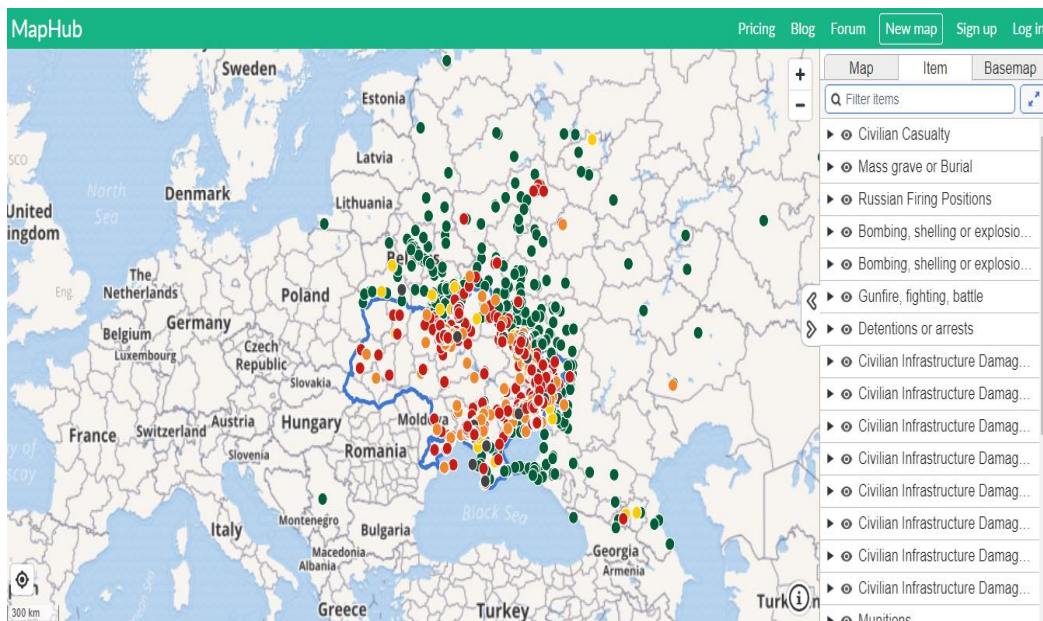 MapHub
Pricing Blog Forum New map Sign up Log in
Map Item Basemap
Filter items
Civilian Casualty
Mass grave or Burial
Russian Firing Positions
Bombing, shelling or explosio...
Bombing, shelling or explosio...
Gunfire, fighting, battle
Detentions or arrests
Civilian Infrastructure Damag...
Civilian Infrastructure Damag...
Civilian Infrastructure Damag...
Civilian Infrastructure Damag...
Civilian Infrastructure Damag...
Civilian Infrastructure Damag...
Civilian Infrastructure Damag...
Civilian Infrastructure Damag...
Munitions
+
−
Sweden
Estonia
Latvia
North
Sea
Denmark
Lithuania
United
ingdom
The
Netherlands
Eng.
Poland
Belgium
Germany
Luxembourg
Czech
Republic
Slovakia
France
Switzerland
Austria
Hungary
Moldova
Slovenia
Romania
Italy
Montenegro
Bulgaria
Black Sea
Macedonia
Albania
Georgia
Armenia
Greece
Turkey
300 km
i